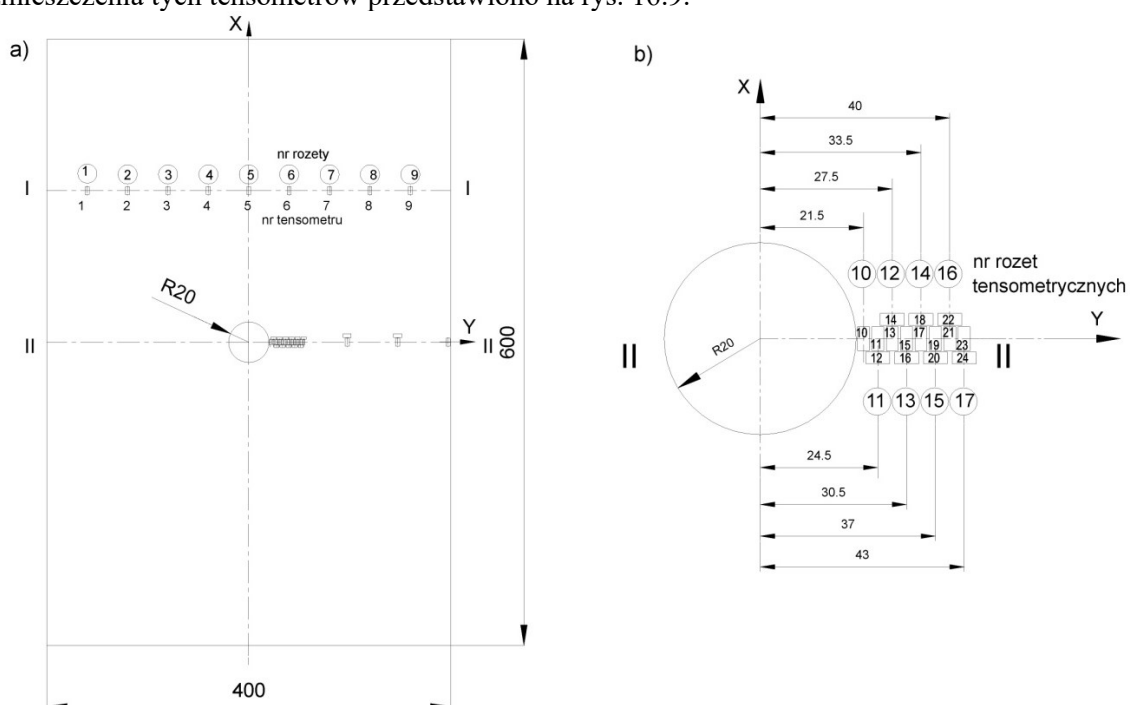 mieszczenia tych tensometrów przedstawiono na rys. 10.9.
a)
X
nr rozety
1 2 3 4 5 6 7 8 9
I I
1 2 3 4 5 6 7 8 9
nr tensometru
R20
Y
II II
600
400
b)
X
40
33.5
27.5
21.5
10 12 14 16
nr rozet
tensometrycznych
14 18 22
10 13 17 21
Y
11 15 19 23
12 16 20 24
II II
R20
11 13 15 17
24.5
30.5
37
43